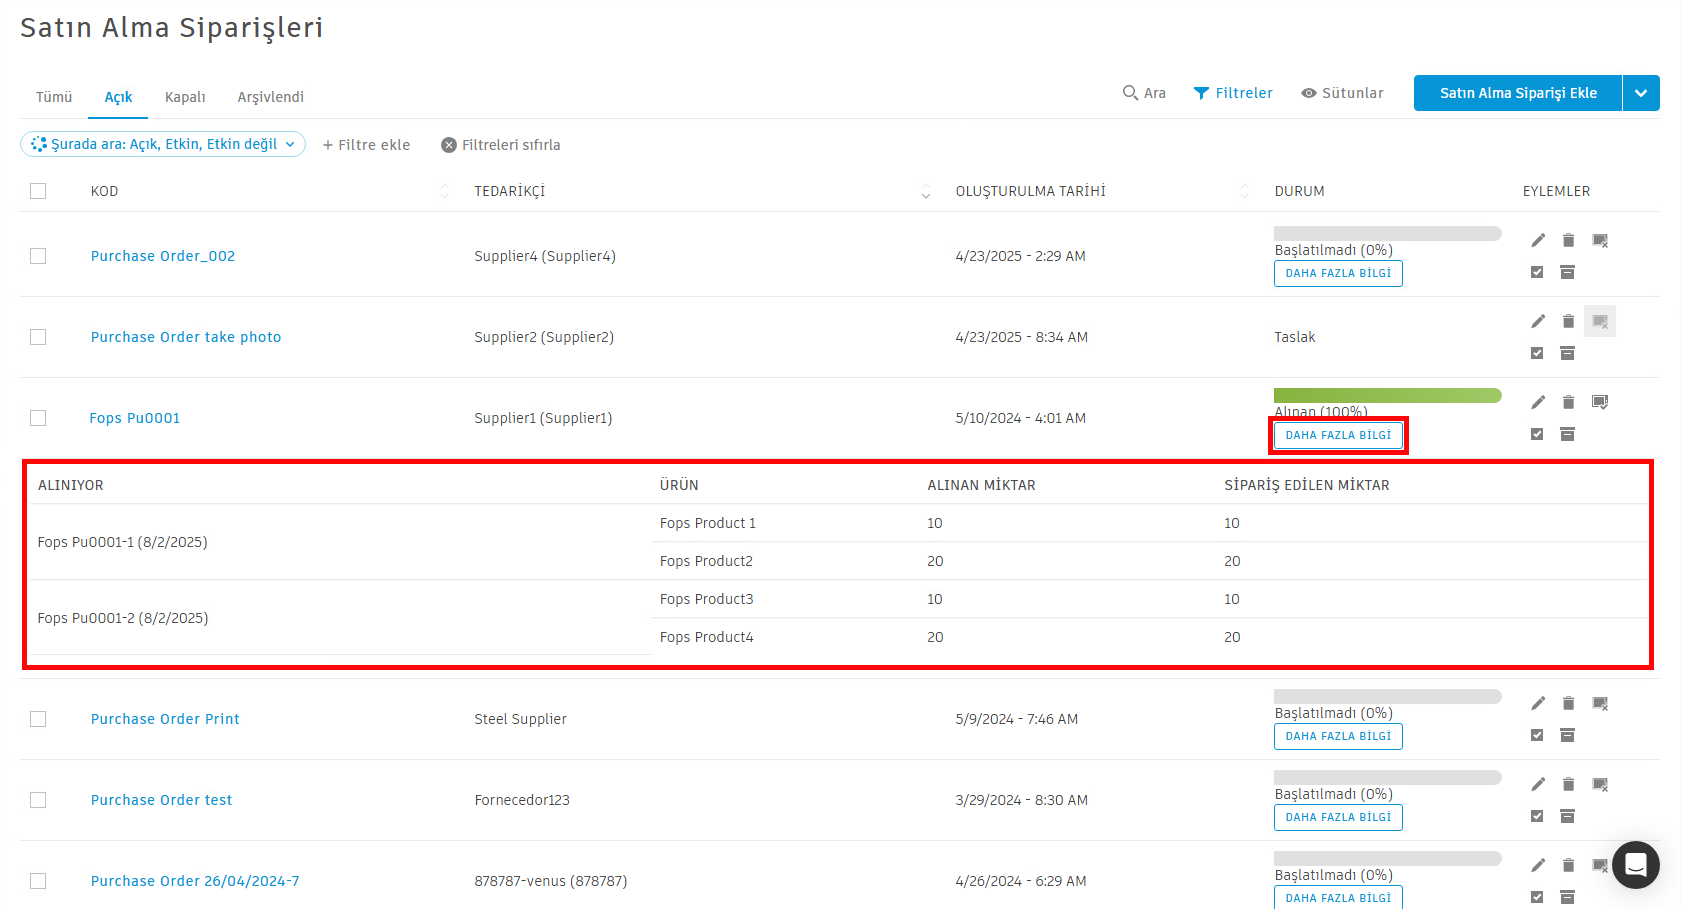 Satın Alma Siparişleri
Tümü Açık Kapalı Arşivlendi Ara Filtreler Sütunlar Satın Alma Siparişi Ekle
Şurada ara: Açık, Etkin, Etkin değil + Filtre ekle Filtreleri sıfırla
KOD TEDARİKÇİ OLUŞTURULMA TARİHİ DURUM EYLEMLER
Purchase Order_002 Supplier4 (Supplier4) 4/23/2025 - 2:29 AM Başlatılmadı (0%)
DAHA FAZLA BİLGİ
Purchase Order take photo Supplier2 (Supplier2) 4/23/2025 - 8:34 AM Taslak
Fops Pu0001 Supplier1 (Supplier1) 5/10/2024 - 4:01 AM Alınan (100%)
DAHA FAZLA BİLGİ
ALINIYOR ÜRÜN ALINAN MİKTAR SİPARİŞ EDİLEN MİKTAR
Fops Pu0001-1 (8/2/2025) Fops Product 1 10 10
Fops Product2 20 20
Fops Pu0001-2 (8/2/2025) Fops Product3 10 10
Fops Product4 20 20
Purchase Order Print Steel Supplier 5/9/2024 - 7:46 AM Başlatılmadı (0%)
DAHA FAZLA BİLGİ
Purchase Order test Fornecedor123 3/29/2024 - 8:30 AM Başlatılmadı (0%)
DAHA FAZLA BİLGİ
Purchase Order 26/04/2024-7 878787-venus (878787) 4/26/2024 - 6:29 AM Başlatılmadı (0%)
DAHA FAZLA BİLGİ